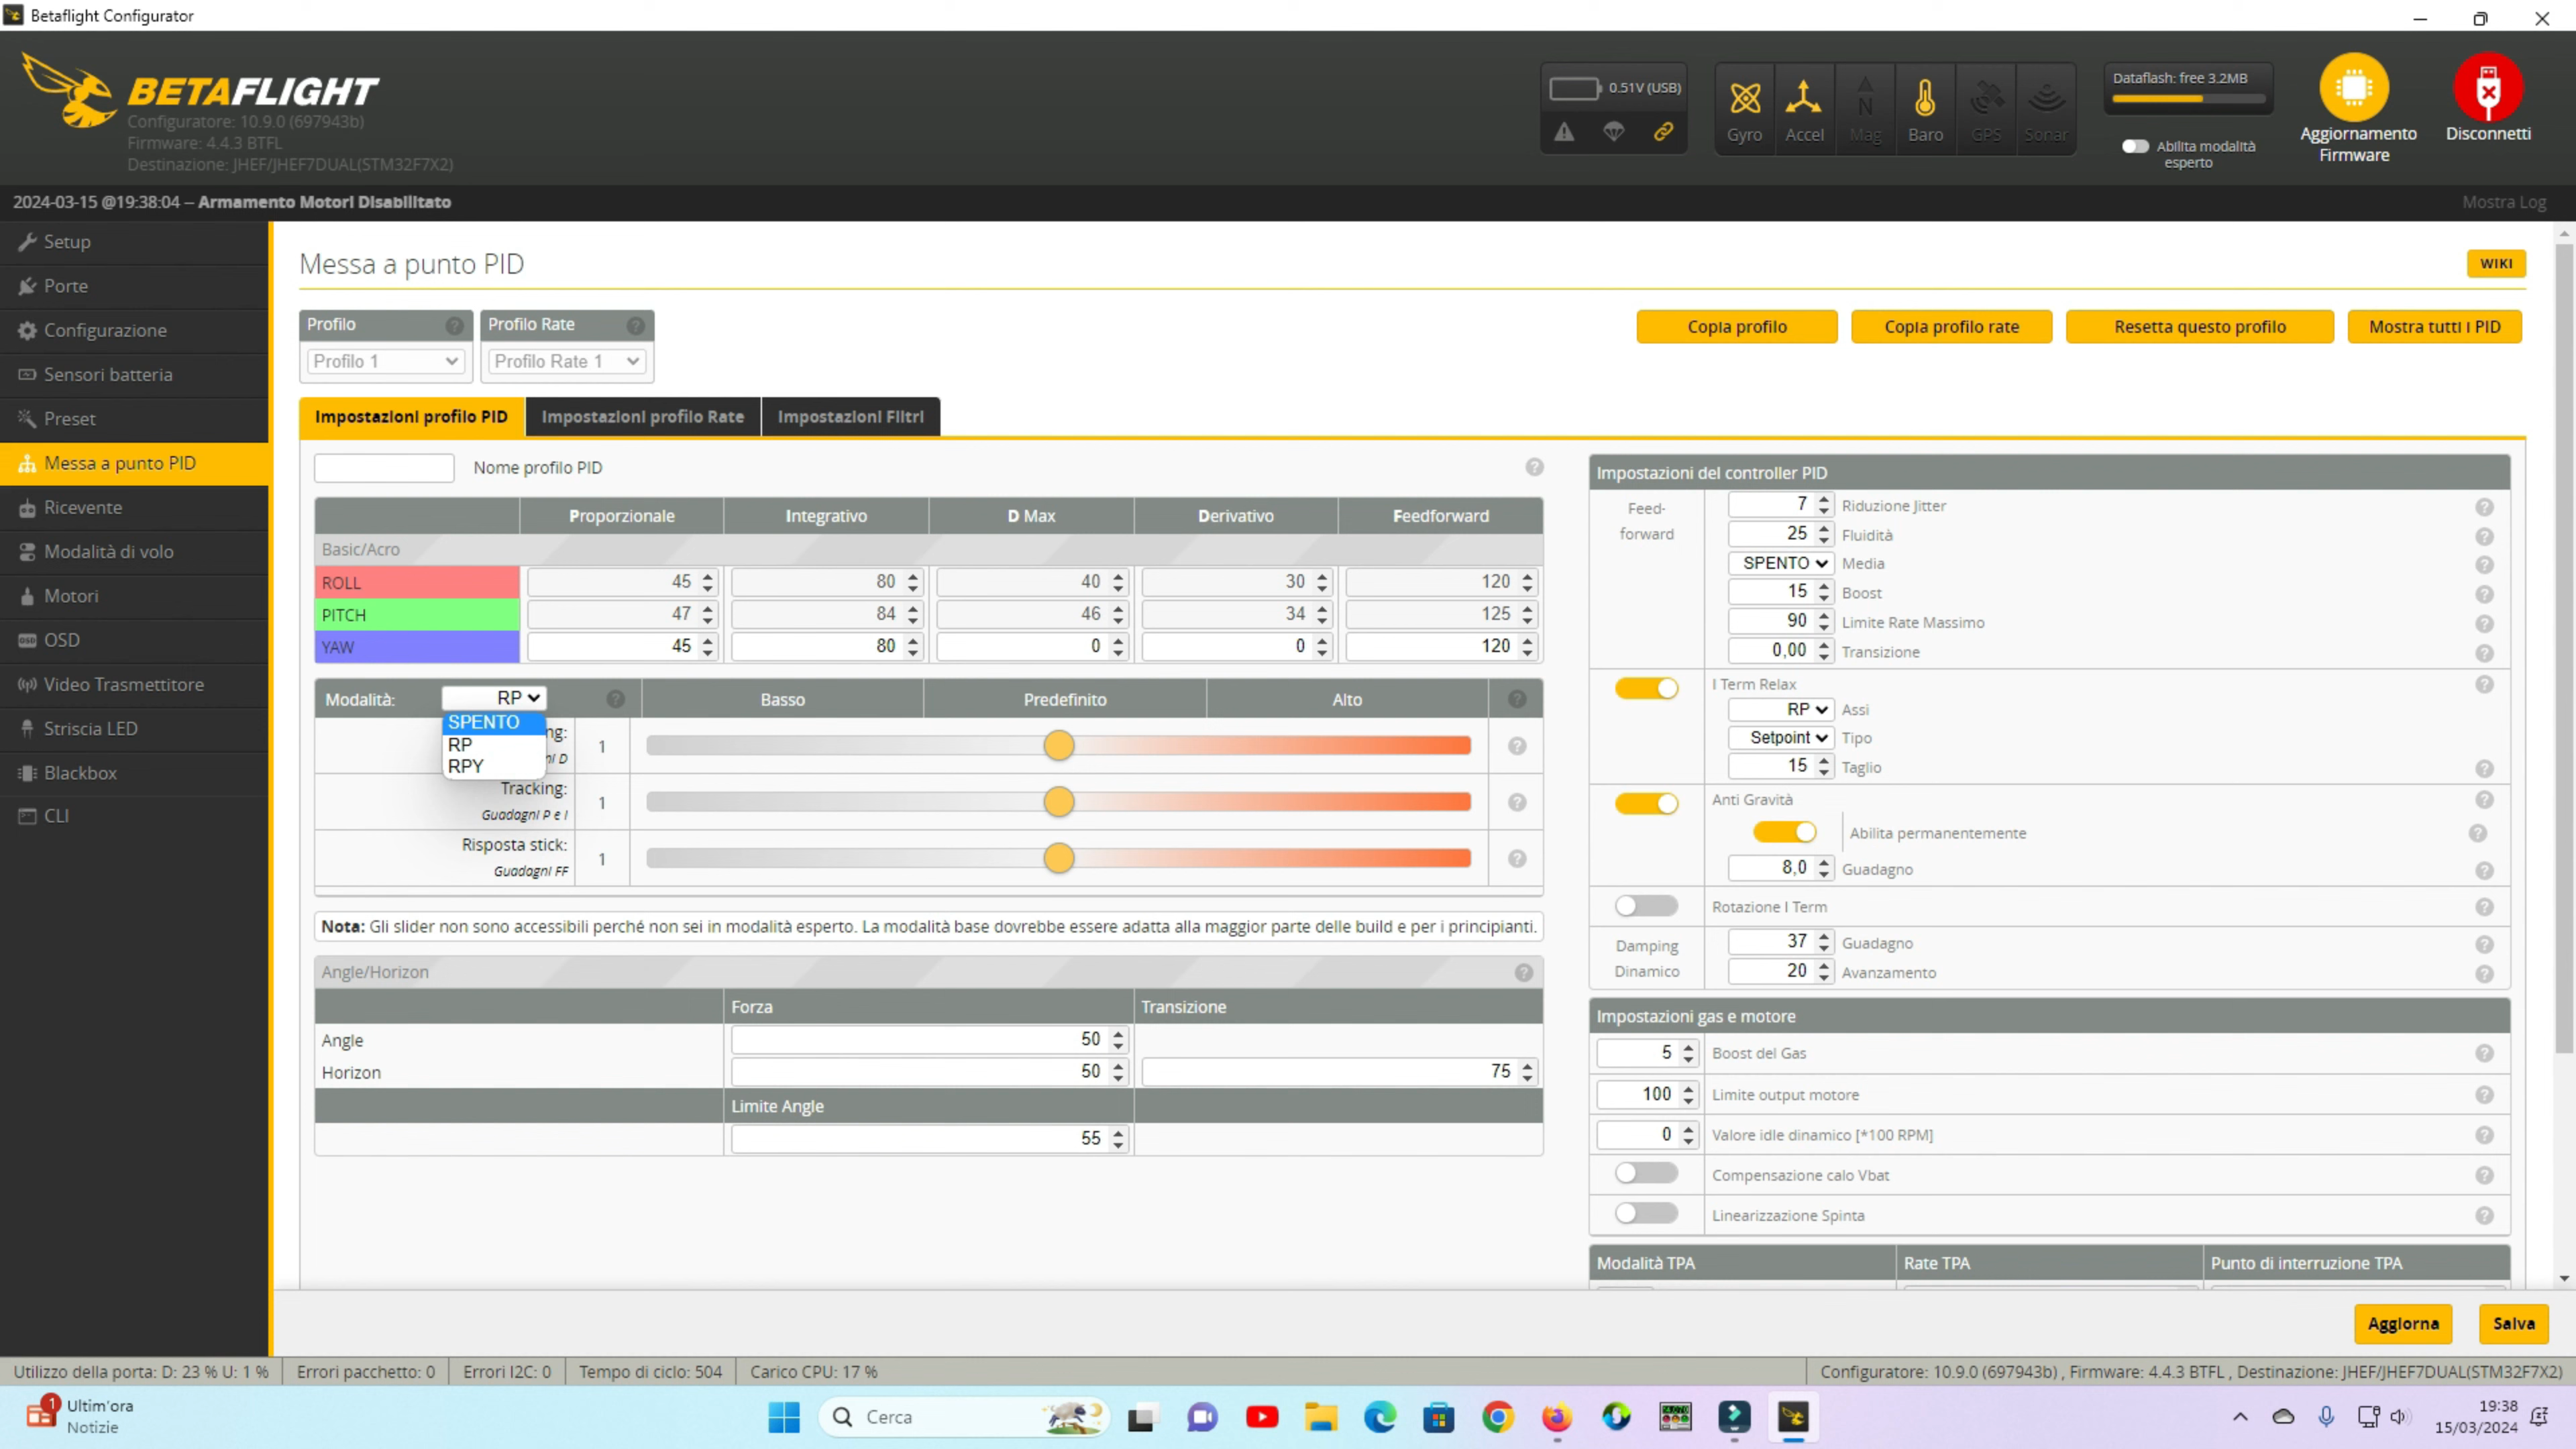 Betaflight Configurator
BETAFLIGHT
Configuratore: 10.9.0 (697943b)
Firmware: 4.4.3 BTFL
Destinazione: JHEF/JHEF7DUAL(STM32F7X2)
0.51V (USB)
Gyro
Accel
Mag
Baro
GPS
Sonar
Dataflash: free 3.2MB
Abilita modalità
esperto
Aggiornamento
Firmware
Disconnetti
2024-03-15 @19:38:04 – Armamento Motori Disabilitato
Mostra Log
Setup
Porte
Configurazione
Sensori batteria
Preset
Messa a punto PID
Ricevente
Modalità di volo
Motori
OSD
Video Trasmettitore
Striscia LED
Blackbox
CLI
Messa a punto PID
WIKI
Profilo
Profilo 1
Profilo Rate
Profilo Rate 1
Copia profilo
Copia profilo rate
Resetta questo profilo
Mostra tutti i PID
Impostazioni profilo PID
Impostazioni profilo Rate
Impostazioni Filtri
Nome profilo PID
Proporzionale Integrativo D Max Derivativo Feedforward
Basic/Acro
ROLL 45 80 40 30 120
PITCH 47 84 46 34 125
YAW 45 80 0 0 120
Modalità: RP Basso Predefinito Alto
SPENTO
RP
RPY
ng: 1
ni D
Tracking: 1
Guadagni P e I
Risposta stick: 1
Guadagni FF
Nota: Gli slider non sono accessibili perché non sei in modalità esperto. La modalità base dovrebbe essere adatta alla maggior parte delle build e per i principianti.
Angle/Horizon
Forza Transizione
Angle 50
Horizon 50 75
Limite Angle
55
Impostazioni del controller PID
Feed-
forward
7 Riduzione Jitter
25 Fluidità
SPENTO Media
15 Boost
90 Limite Rate Massimo
0,00 Transizione
I Term Relax
RP Assi
Setpoint Tipo
15 Taglio
Anti Gravità
Abilita permanentemente
8,0 Guadagno
Rotazione I Term
Damping
Dinamico
37 Guadagno
20 Avanzamento
Impostazioni gas e motore
5 Boost del Gas
100 Limite output motore
0 Valore idle dinamico [*100 RPM]
Compensazione calo Vbat
Linearizzazione Spinta
Modalità TPA Rate TPA Punto di interruzione TPA
Aggiorna
Salva
Utilizzo della porta: D: 23 % U: 1 % Errori pacchetto: 0 Errori I2C: 0 Tempo di ciclo: 504 Carico CPU: 17 %
Configuratore: 10.9.0 (697943b) , Firmware: 4.4.3 BTFL , Destinazione: JHEF/JHEF7DUAL(STM32F7X2)
1
Ultim'ora
Notizie
Cerca
19:38
15/03/2024